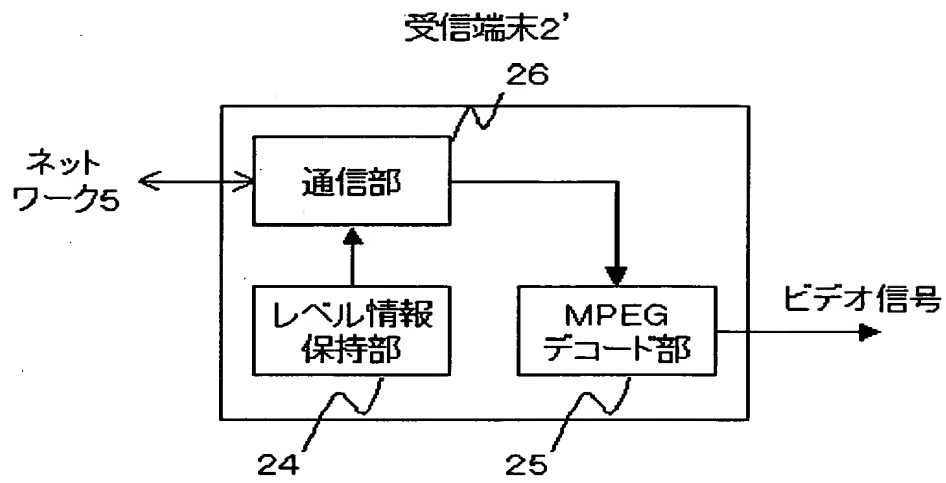 受信端末2'
26
ネット
ワーク5
通信部
レベル情報
保持部
MPEG
デコード部
ビデオ信号
24
25